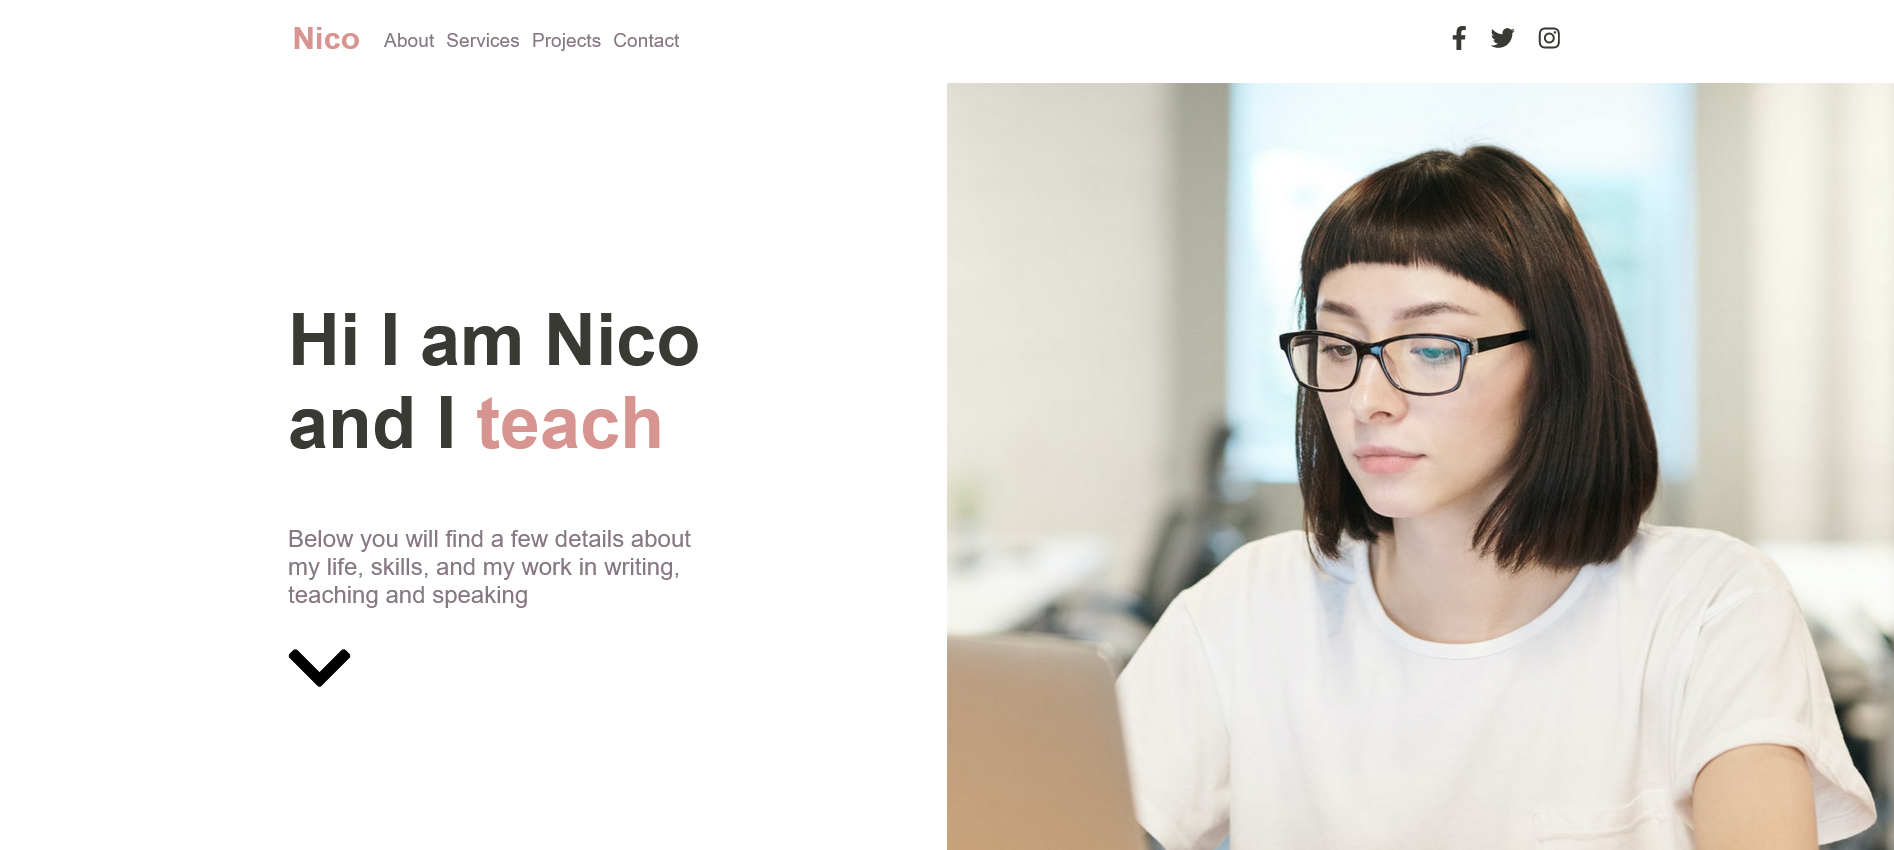 Nico About Services Projects Contact
Hi I am Nico
and I teach
Below you will find a few details about
my life, skills, and my work in writing,
teaching and speaking